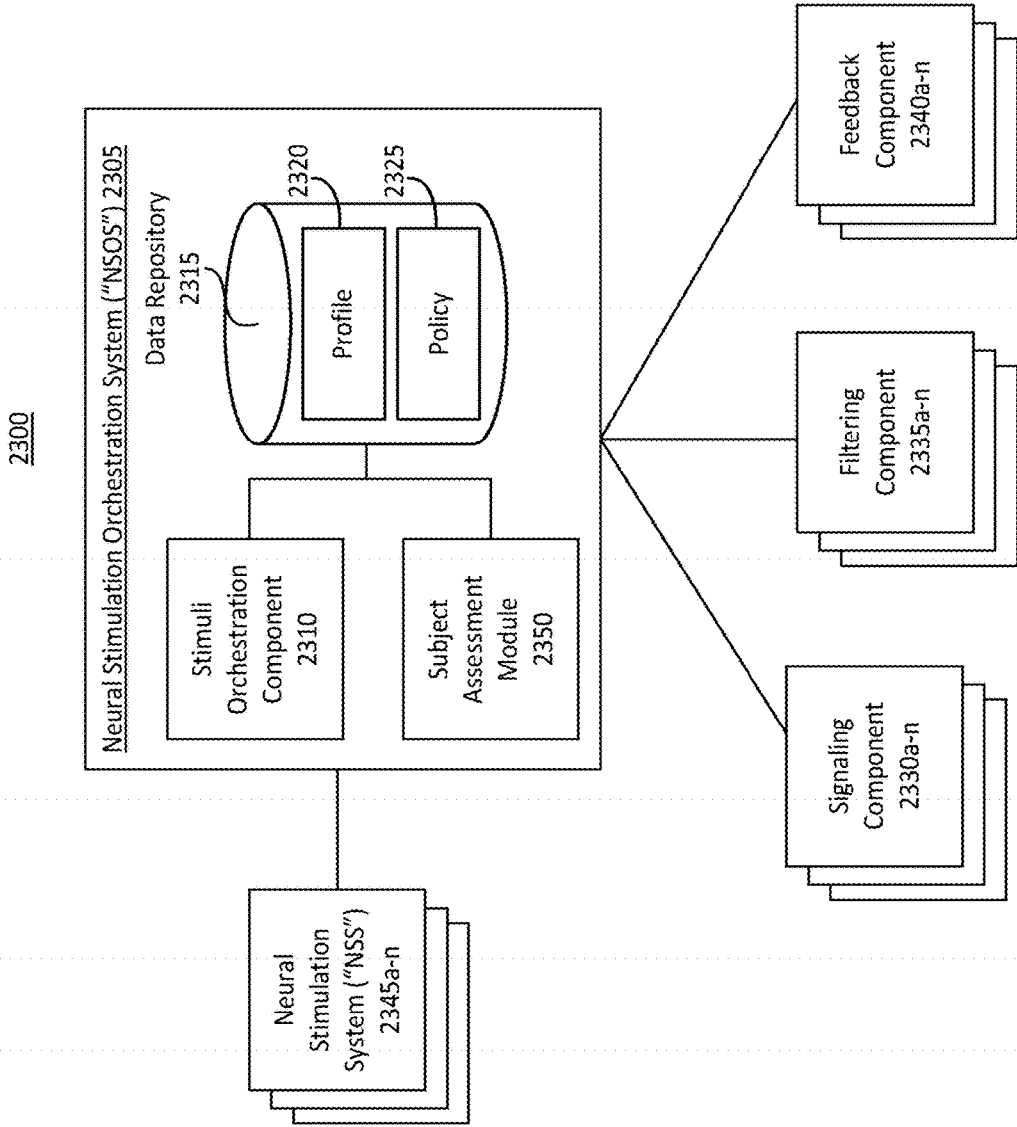 2300
Neural Stimulation Orchestration System (“NSOS”) 2305
Data Repository
2315
2320
2325
Profile
Policy
Stimuli
Orchestration
Component
2310
Subject
Assessment
Module
2350
Neural
Stimulation
System (“NSS”)
2345a-n
Signaling
Component
2330a-n
Filtering
Component
2335a-n
Feedback
Component
2340a-n